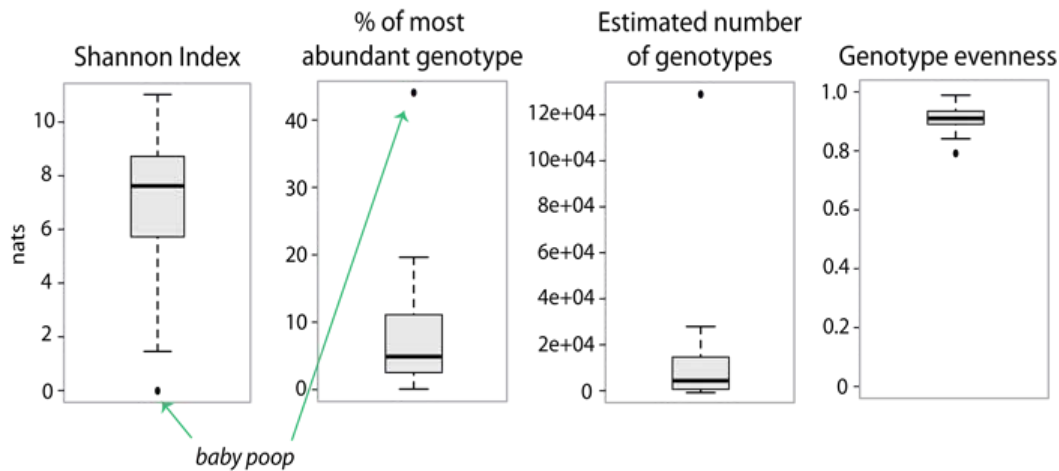 Shannon Index
nats
10
8
6
4
2
0
% of most
abundant genotype
40
30
20
10
0
Estimated number
of genotypes
12e+04
10e+04
8e+04
6e+04
4e+04
2e+04
0
Genotype evenness
1.0
0.8
0.6
0.4
0.2
0
baby poop